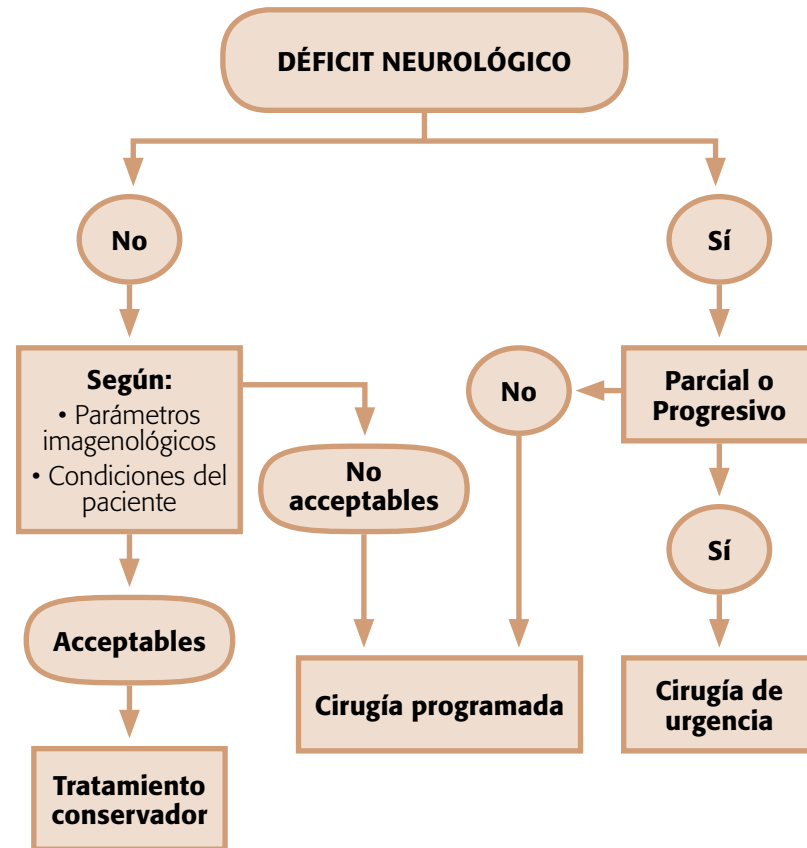 DÉFICIT NEUROLÓGICO
No
Sí
Según:
• Parámetros
imagenológicos
• Condiciones del
paciente
No
Parcial o
Progresivo
No
acceptables
Sí
Acceptables
Cirugía programada
Cirugía de
urgencia
Tratamiento
conservador